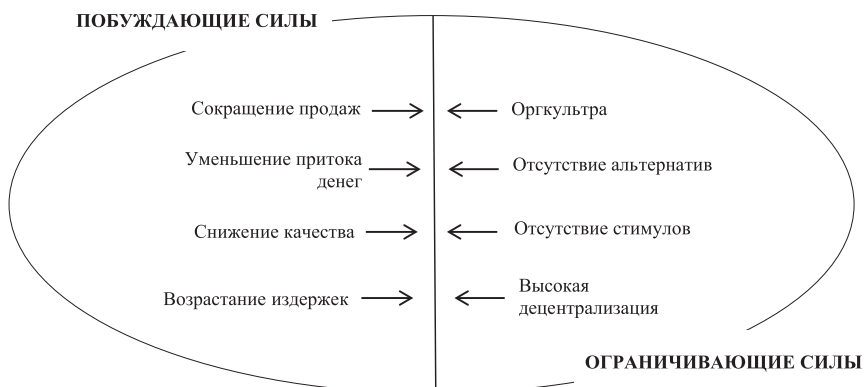 ПОБУЖДАЮЩИЕ СИЛЫ
Сокращение продаж
Оргкультра
Уменьшение притока
денег
Отсутствие альтернатив
Снижение качества
Отсутствие стимулов
Возрастание издержек
Высокая
децентрализация
ОГРАНИЧИВАЮЩИЕ СИЛЫ